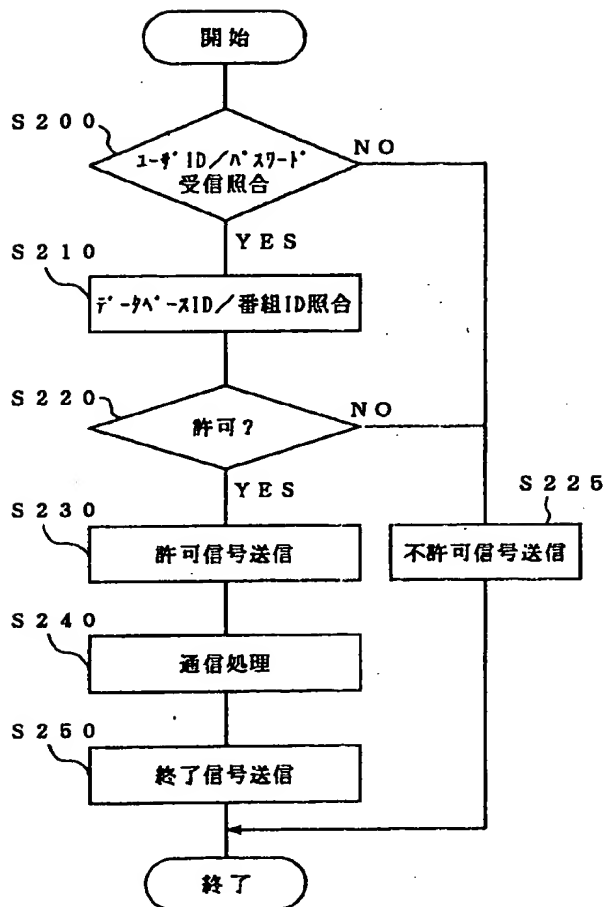 開始
S200
ﾕｰｻﾞID／ﾊﾟｽﾜｰﾄﾞ
受信照合
NO
YES
S210
ﾃﾞｰﾀﾍﾞｰｽID／番組ID照合
S220
許可?
NO
YES
S230
許可信号送信
S225
不許可信号送信
S240
通信処理
S250
終了信号送信
終了